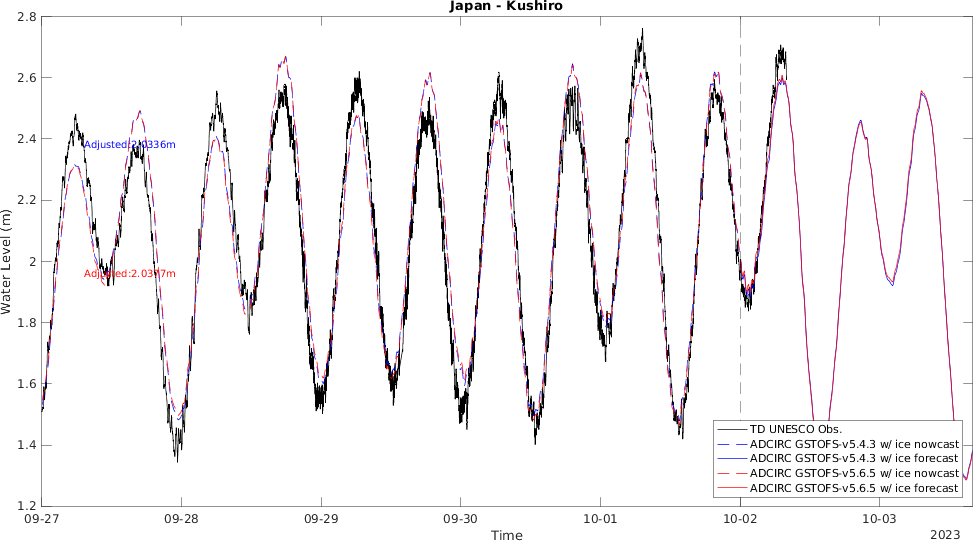 Japan - Kushiro
2.8
2.6
2.4
2.2
2
1.8
1.6
1.4
1.2
Water Level (m)
Adjusted:2.0336m
TD UNESCO Obs.
ADCIRC GSTOFS-v5.4.3 w/ ice nowcast
ADCIRC GSTOFS-v5.4.3 w/ ice forecast
ADCIRC GSTOFS-v5.6.5 w/ ice nowcast
ADCIRC GSTOFS-v5.6.5 w/ ice forecast
09-27
09-28
09-29
09-30
10-01
10-02
10-03
Time
2023